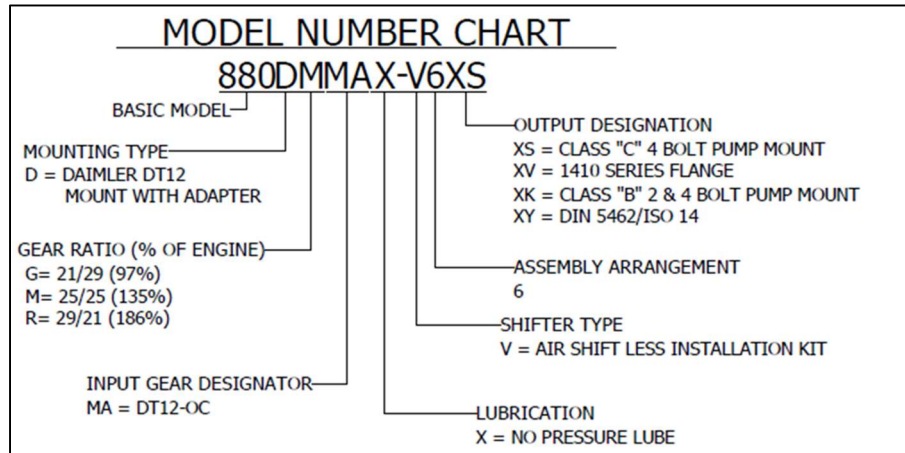 MODEL NUMBER CHART
880DMMAX-V6XS
BASIC MODEL
MOUNTING TYPE
D = DAIMLER DT12
MOUNT WITH ADAPTER
GEAR RATIO (% OF ENGINE)
G= 21/29 (97%)
M= 25/25 (135%)
R= 29/21 (186%)
INPUT GEAR DESIGNATOR
MA = DT12-OC
OUTPUT DESIGNATION
XS = CLASS "C" 4 BOLT PUMP MOUNT
XV = 1410 SERIES FLANGE
XK = CLASS "B" 2 & 4 BOLT PUMP MOUNT
XY = DIN 5462/ISO 14
ASSEMBLY ARRANGEMENT
6
SHIFTER TYPE
V = AIR SHIFT LESS INSTALLATION KIT
LUBRICATION
X = NO PRESSURE LUBE